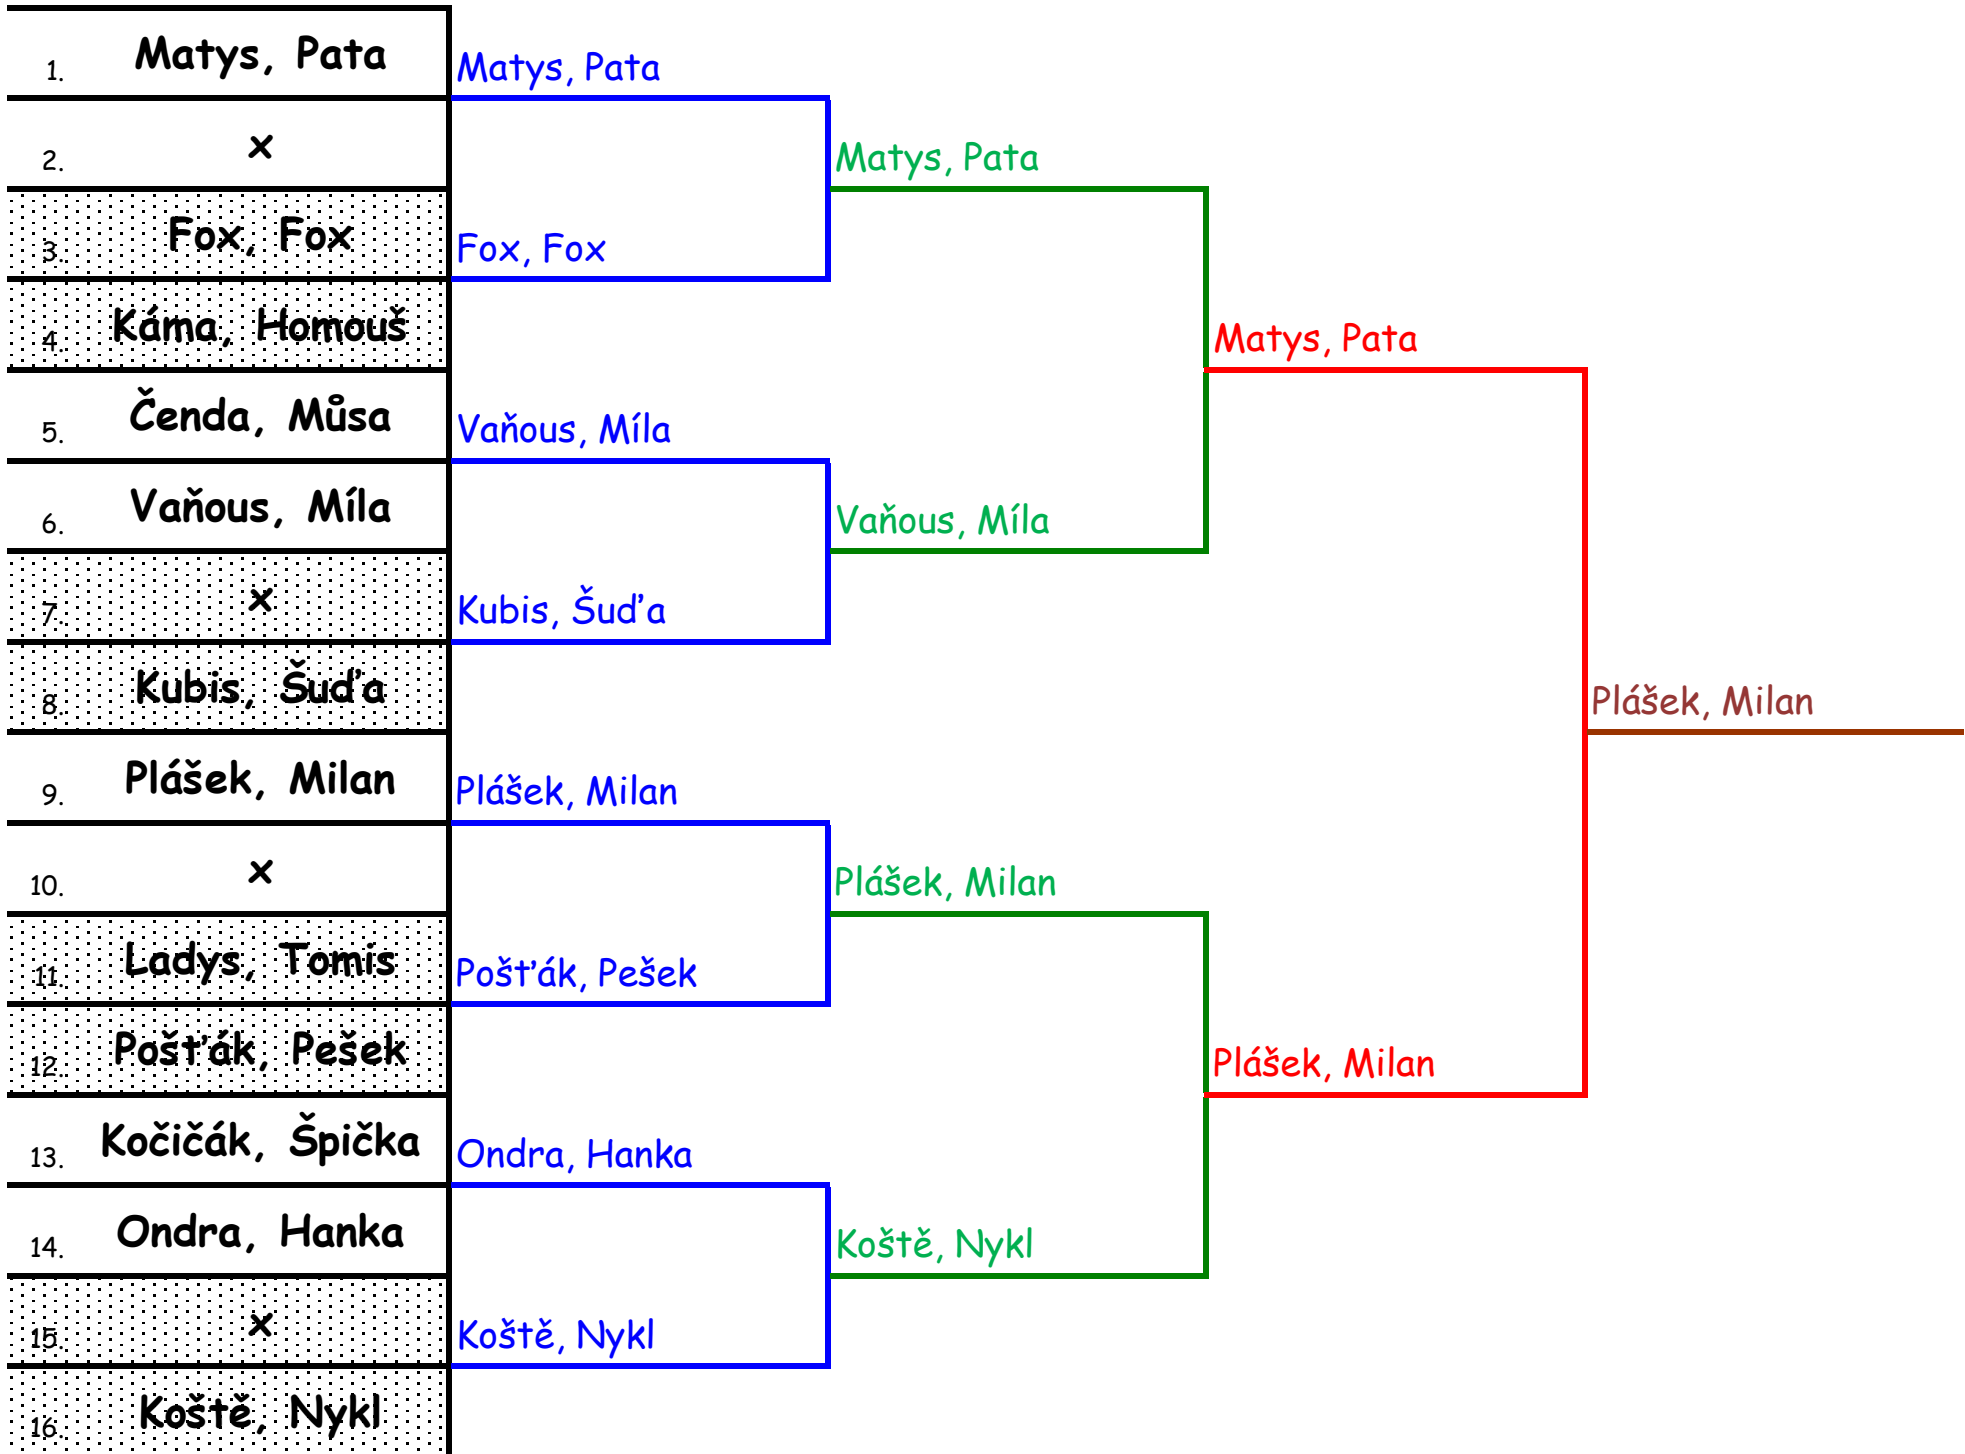 1. Matys, Pata
Matys, Pata
2. x
Matys, Pata
3. Fox, Fox
Fox, Fox
4. Káma, Homouš
Matys, Pata
5. Čenda, Můsa
Vaňous, Míla
6. Vaňous, Míla
Vaňous, Míla
7. x
Kubis, Šuďa
8. Kubis, Šuďa
Plášek, Milan
9. Plášek, Milan
Plášek, Milan
10. x
Plášek, Milan
11. Ladys, Tomis
Pošťák, Pešek
12. Pošťák, Pešek
Plášek, Milan
13. Kočičák, Špička
Ondra, Hanka
14. Ondra, Hanka
Koště, Nykl
15. x
Koště, Nykl
16. Koště, Nykl